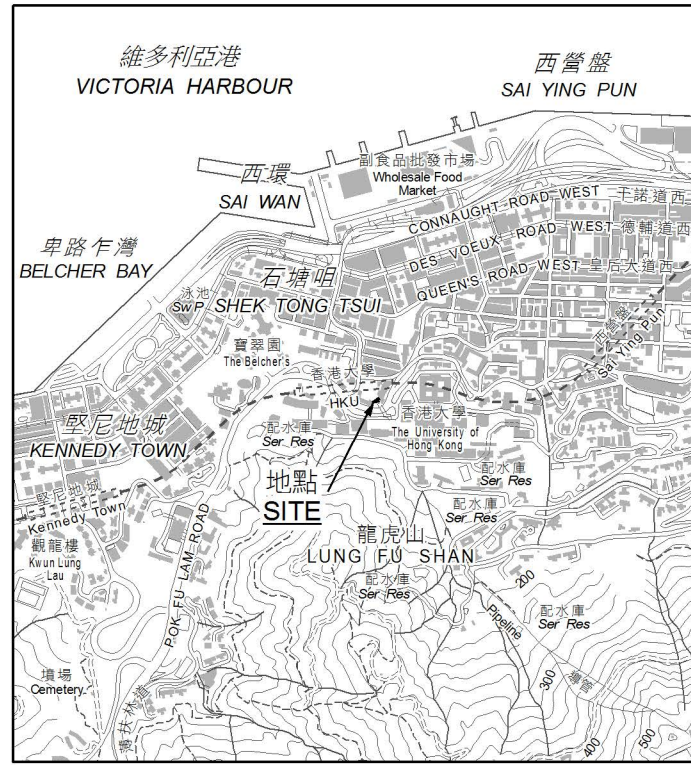 維多利亞港
VICTORIA HARBOUR
西營盤
SAI YING PUN
西環
SAI WAN
副食品批發市場
Wholesale Food
Market
CONNAUGHT ROAD WEST 干諾道西
DES VOEUX ROAD WEST 德輔道西
QUEEN'S ROAD WEST 皇后大道西
卑路乍灣
BELCHER BAY
石塘咀
SHEK TONG TSUI
泳池
Sw P
寶翠園
The Belcher's
西營盤
Sai Ying Pun
香港大學
HKU
香港大學
The University of
Hong Kong
堅尼地城
KENNEDY TOWN
配水庫
Ser Res
配水庫
Ser Res
地點
SITE
堅尼地城
Kennedy Town
配水庫
Ser Res
觀龍樓
Kwun Lung
Lau
龍虎山
LUNG FU SHAN
POK FU LAM ROAD
薄扶林道
配水庫
Ser Res
200
配水庫
Ser Res
Pipeline
導管
墳場
Cemetery
300
400
500